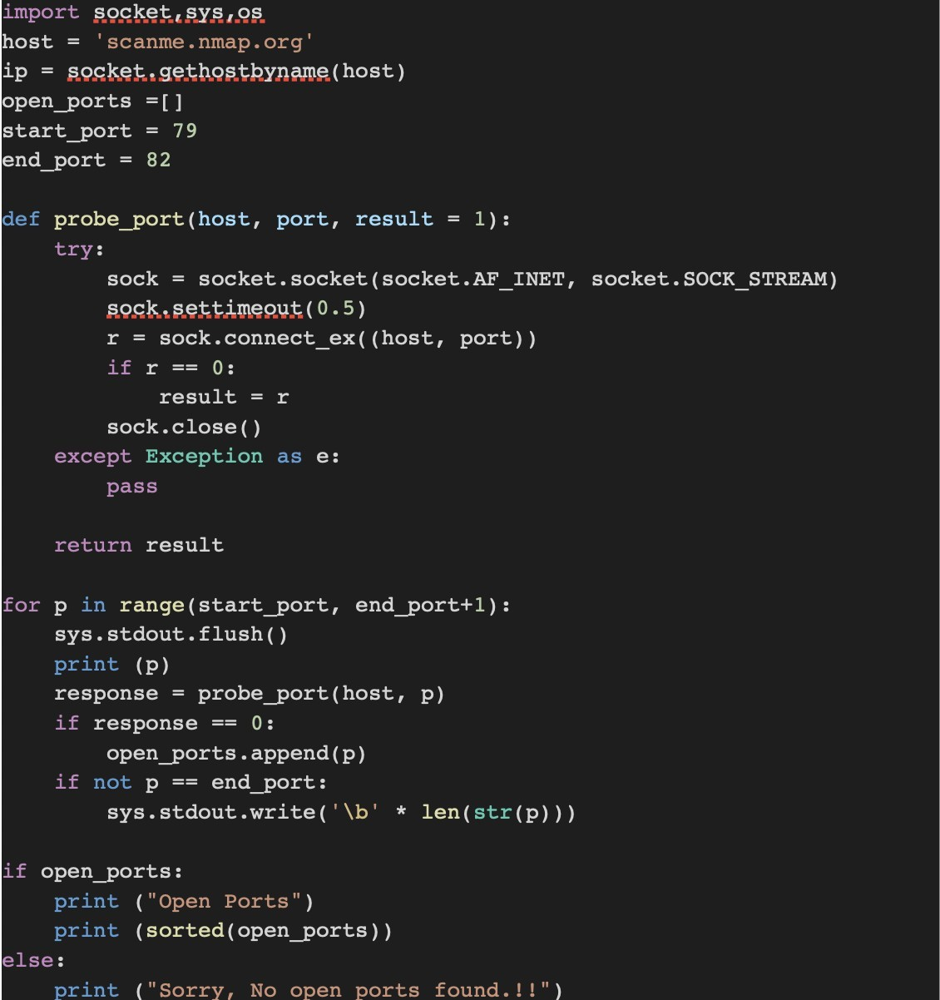 import socket,sys,os
host = 'scanme.nmap.org'
ip = socket.gethostbyname(host)
open_ports =[]
start_port = 79
end_port = 82

def probe_port(host, port, result = 1):
    try:
        sock = socket.socket(socket.AF_INET, socket.SOCK_STREAM)
        sock.settimeout(0.5)
        r = sock.connect_ex((host, port))
        if r == 0:
            result = r
        sock.close()
    except Exception as e:
        pass

    return result

for p in range(start_port, end_port+1):
    sys.stdout.flush()
    print (p)
    response = probe_port(host, p)
    if response == 0:
        open_ports.append(p)
    if not p == end_port:
        sys.stdout.write('\b' * len(str(p)))

if open_ports:
    print ("Open Ports")
    print (sorted(open_ports))
else:
    print ("Sorry, No open ports found.!!")